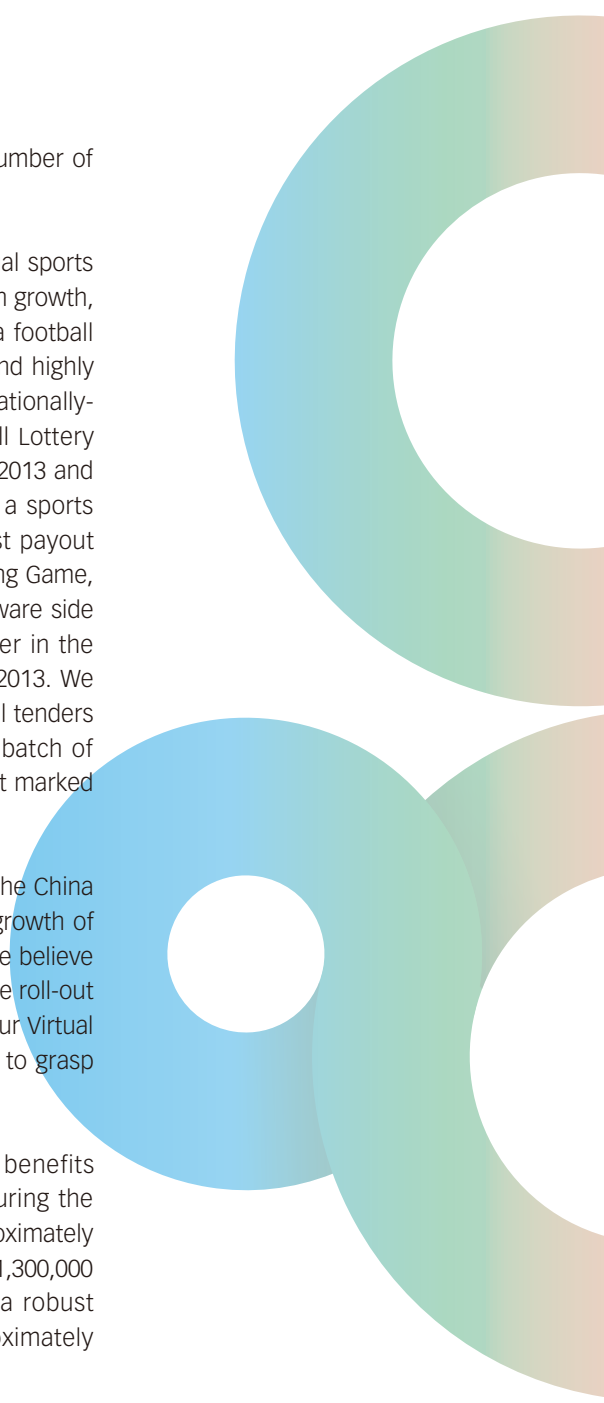 umber of
al sports
growth,
a football
nd highly
ationally-
ll Lottery
2013 and
a sports
st payout
ng Game,
ware side
er in the
2013. We
l tenders
batch of
t marked
he China
growth of
e believe
e roll-out
ur Virtual
to grasp
benefits
uring the
oximately
1,300,000
a robust
oximately